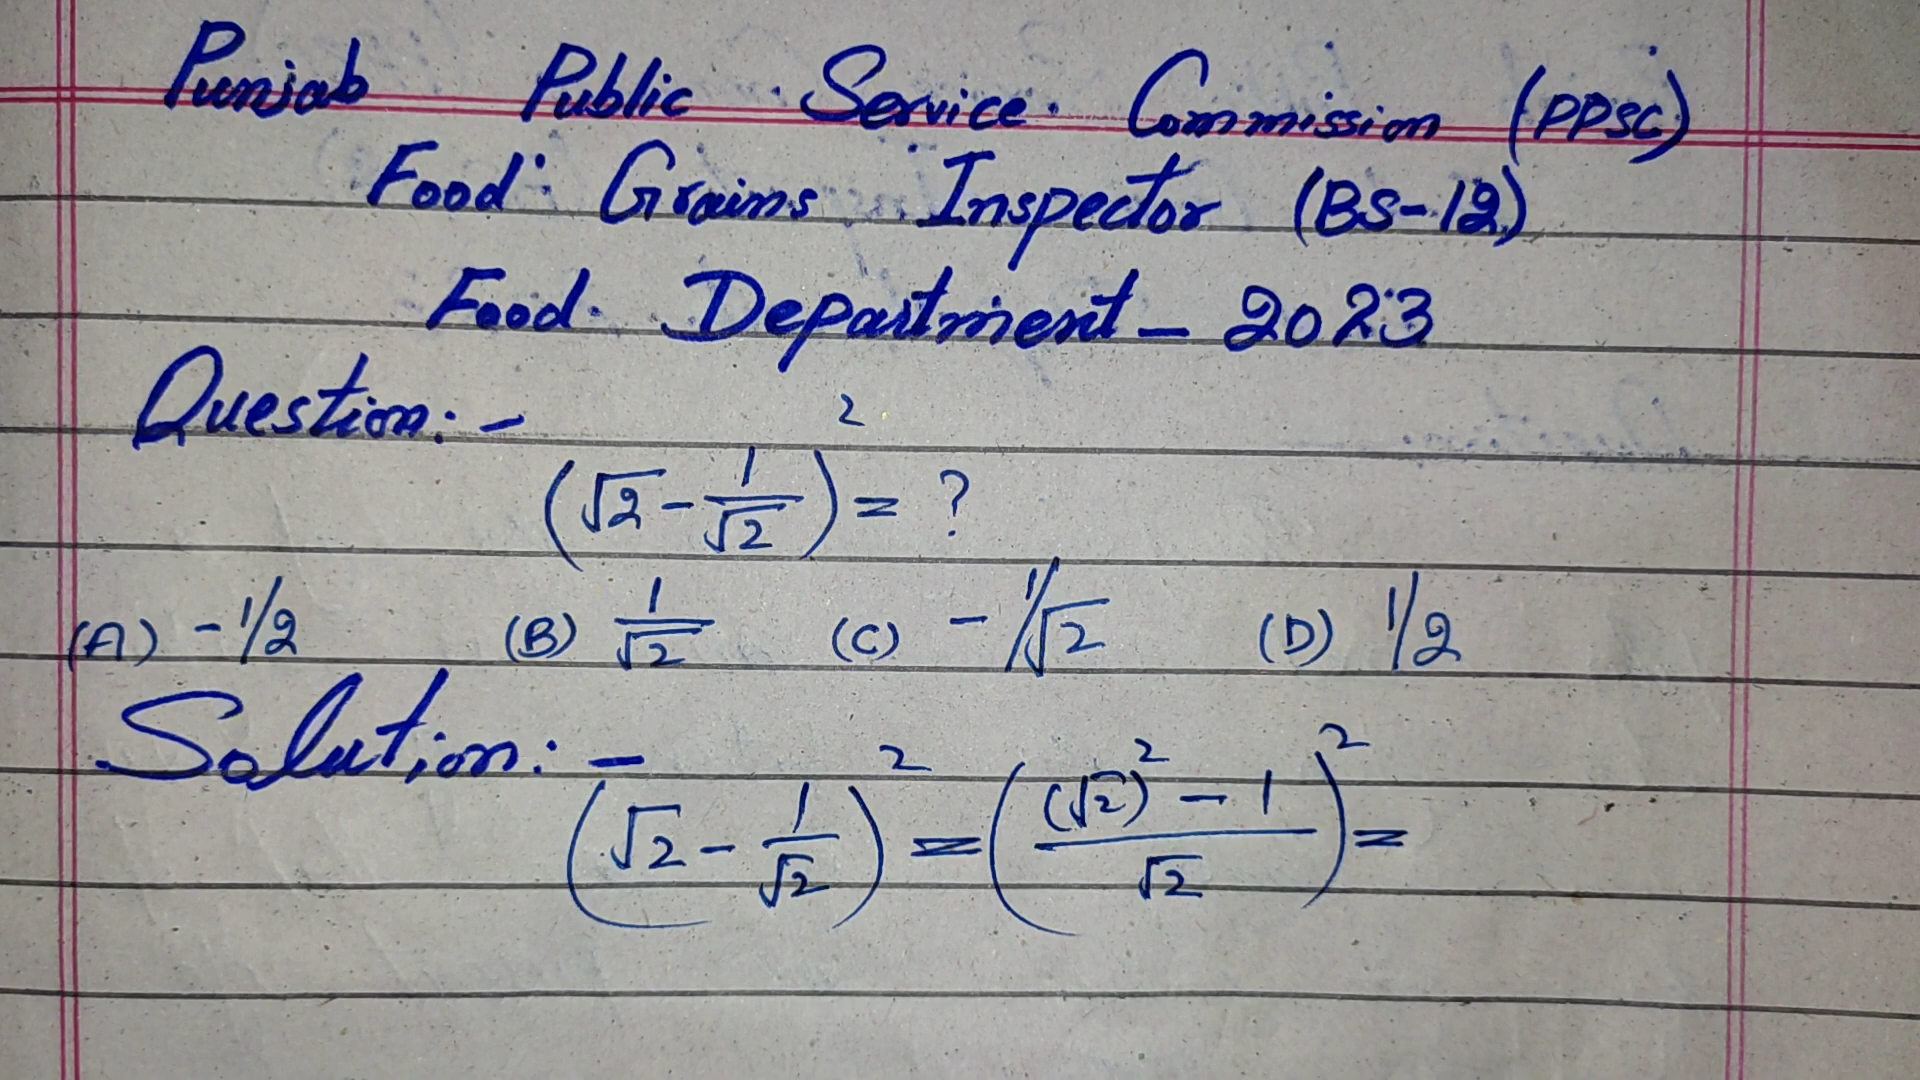 Punjab Public Service Commission (PPSC)
Food Grains Inspector (BS-12)
Food Department - 2023
Question:-
(√2 - 1/√2)² = ?
(A) -1/2 (B) 1/√2 (C) -1/√2 (D) 1/2
Solution:-
(√2 - 1/√2)² = (((√2)² - 1)/√2)² =